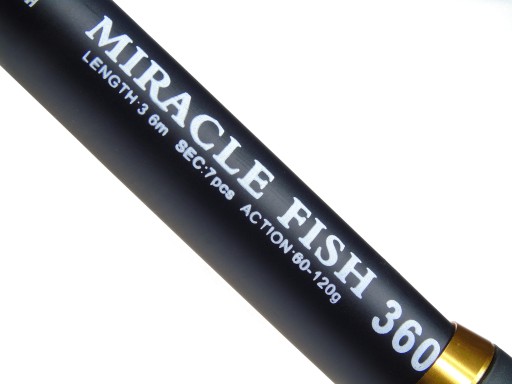 MIRACLE FISH 360
LENGTH:3.6m SEC:7pcs ACTION:60-120g